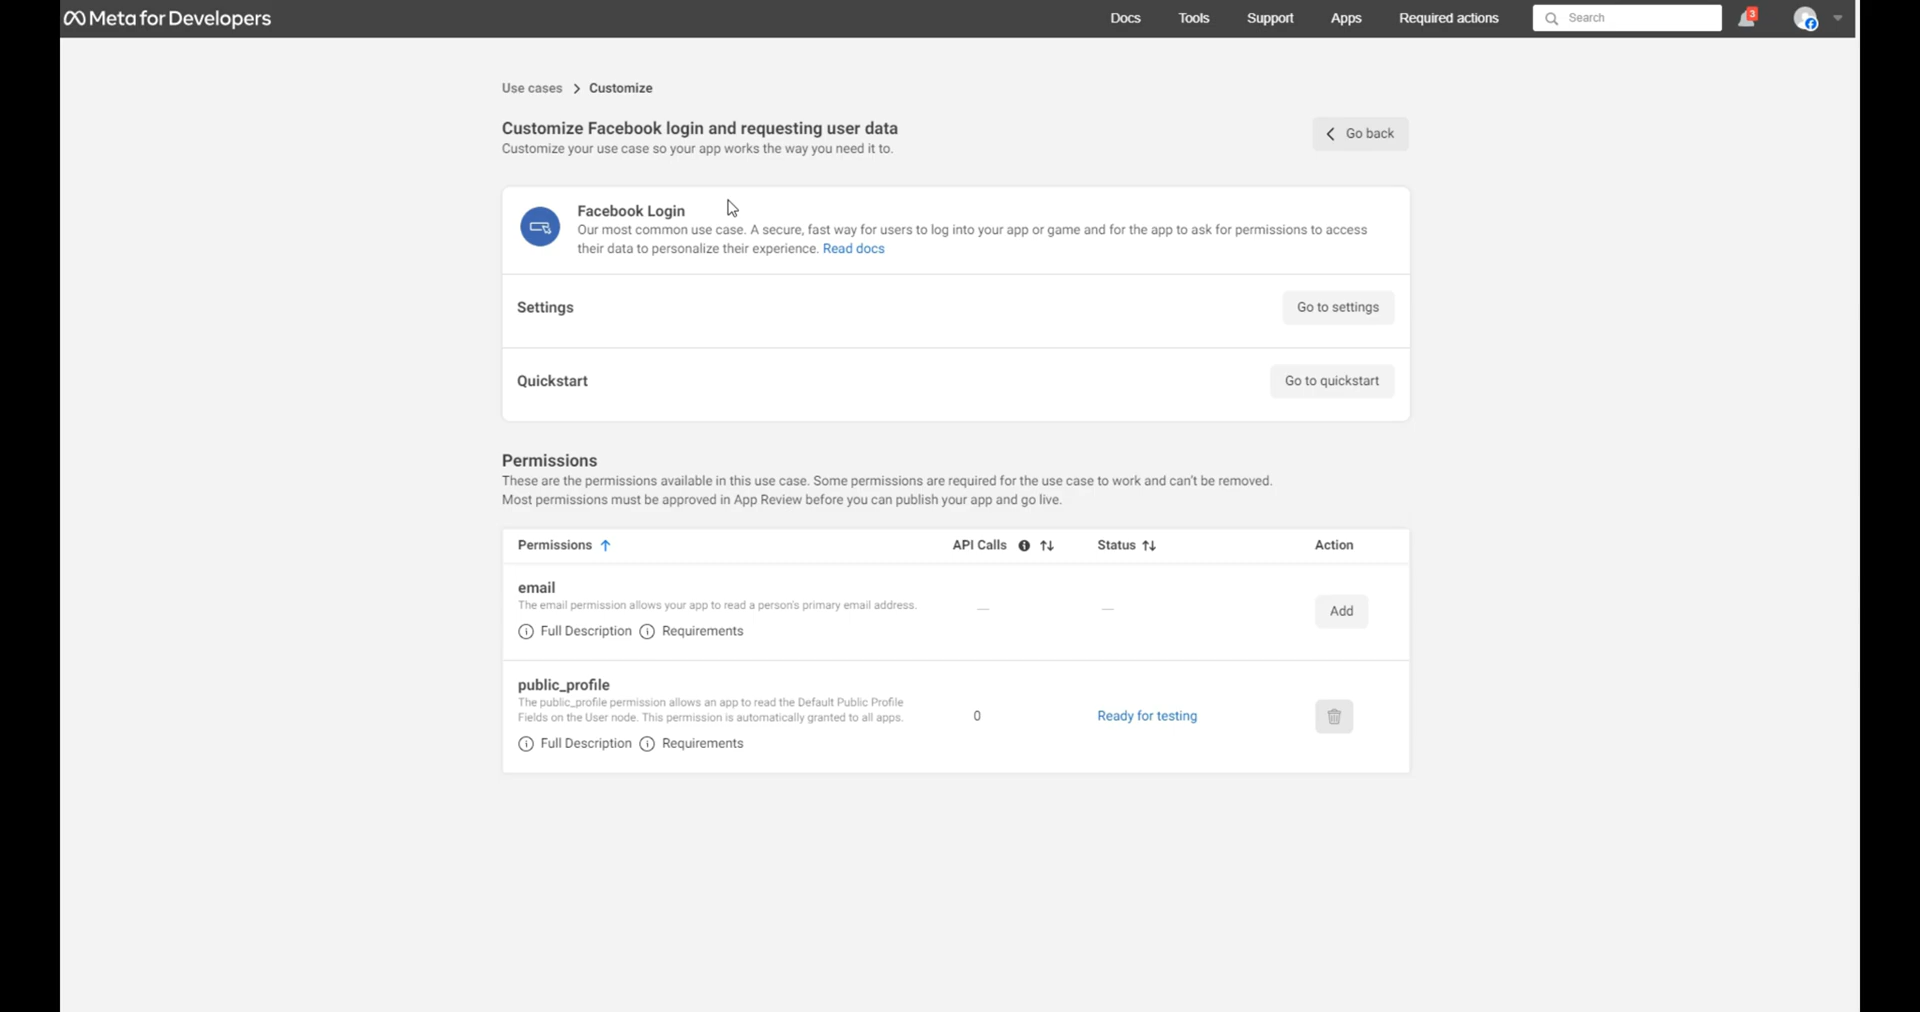 Meta for Developers
Docs Tools Support Apps Required actions Search 3
Use cases > Customize
Customize Facebook login and requesting user data
Customize your use case so your app works the way you need it to.
Go back
Facebook Login
Our most common use case. A secure, fast way for users to log into your app or game and for the app to ask for permissions to access
their data to personalize their experience. Read docs
Settings Go to settings
Quickstart Go to quickstart
Permissions
These are the permissions available in this use case. Some permissions are required for the use case to work and can't be removed.
Most permissions must be approved in App Review before you can publish your app and go live.
Permissions API Calls Status Action
email
The email permission allows your app to read a person's primary email address.
— — Add
Full Description Requirements
public_profile
The public_profile permission allows an app to read the Default Public Profile
Fields on the User node. This permission is automatically granted to all apps.
0 Ready for testing
Full Description Requirements